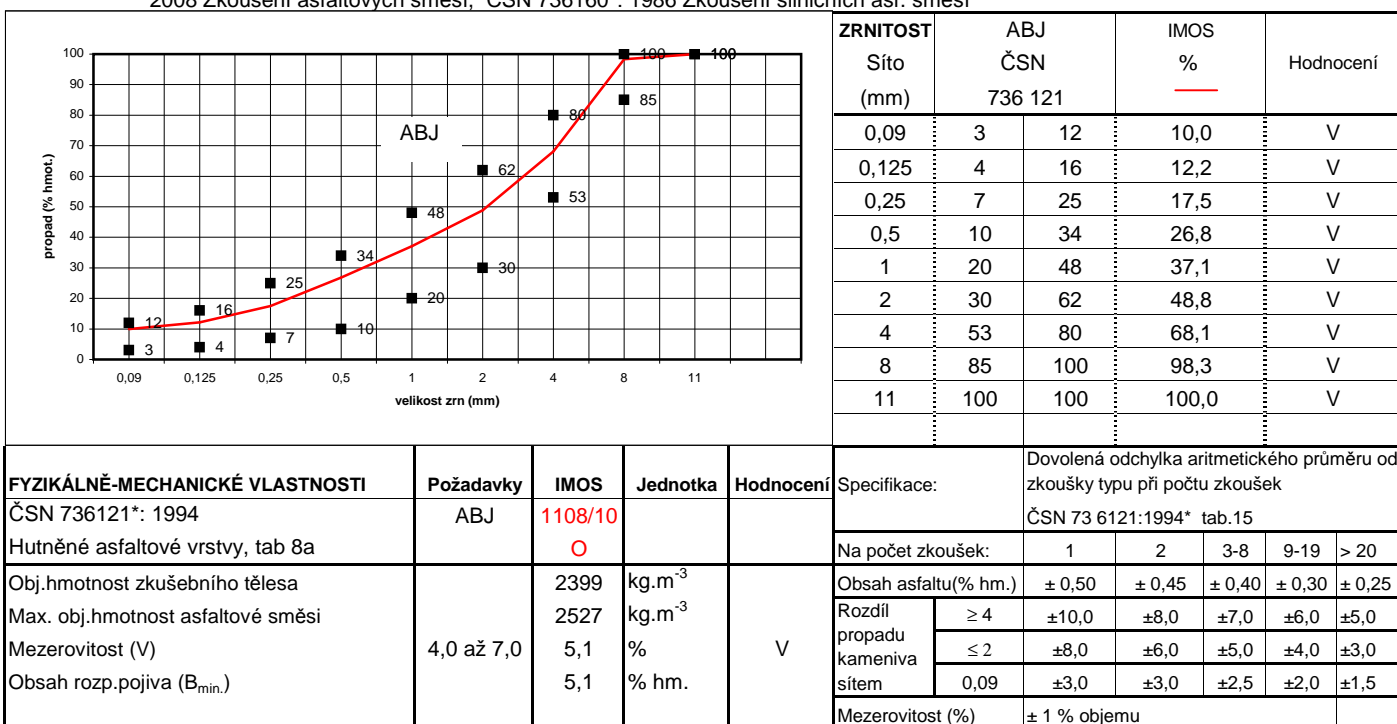 2008 Zkoušení asfaltových směsí, ČSN 736160*: 1986 Zkoušení silničních asf. směsí
100
90
80
70
60
50
40
30
20
10
0
propad (% hmot.)
ABJ
12 16 25 34 48 62 80 100 100
3 4 7 10 20 30 53 85 100
0,09 0,125 0,25 0,5 1 2 4 8 11
velikost zrn (mm)
ZRNITOST ABJ IMOS
Síto ČSN % Hodnocení
(mm) 736 121
0,09 3 12 10,0 V
0,125 4 16 12,2 V
0,25 7 25 17,5 V
0,5 10 34 26,8 V
1 20 48 37,1 V
2 30 62 48,8 V
4 53 80 68,1 V
8 85 100 98,3 V
11 100 100 100,0 V
FYZIKÁLNĚ-MECHANICKÉ VLASTNOSTI Požadavky IMOS Jednotka Hodnocení
ČSN 736121*: 1994 ABJ 1108/10
Hutněné asfaltové vrstvy, tab 8a O
Obj.hmotnost zkušebního tělesa 2399 kg.m-3
Max. obj.hmotnost asfaltové směsi 2527 kg.m-3
Mezerovitost (V) 4,0 až 7,0 5,1 % V
Obsah rozp.pojiva (Bmin.) 5,1 % hm.
Specifikace:
Dovolená odchylka aritmetického průměru od
zkoušky typu při počtu zkoušek
ČSN 73 6121:1994* tab.15
Na počet zkoušek: 1 2 3-8 9-19 > 20
Obsah asfaltu(% hm.) ± 0,50 ± 0,45 ± 0,40 ± 0,30 ± 0,25
Rozdíl
propadu
kameniva
sítem
≥ 4 ±10,0 ±8,0 ±7,0 ±6,0 ±5,0
≤ 2 ±8,0 ±6,0 ±5,0 ±4,0 ±3,0
0,09 ±3,0 ±3,0 ±2,5 ±2,0 ±1,5
Mezerovitost (%) ± 1 % objemu